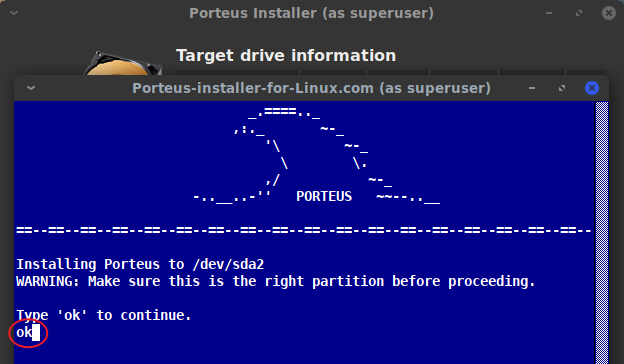 Porteus Installer (as superuser)
Target drive information
Porteus-installer-for-Linux.com (as superuser)
_.====.._
,:._       ~-_
`\        ~-_
\        \.
,/           ~-_
-..__..-''   PORTEUS   ~~--..__
==--==--==--==--==--==--==--==--==--==--==--==--==--==--==--==--==--==--
Installing Porteus to /dev/sda2
WARNING: Make sure this is the right partition before proceeding.
Type 'ok' to continue.
ok